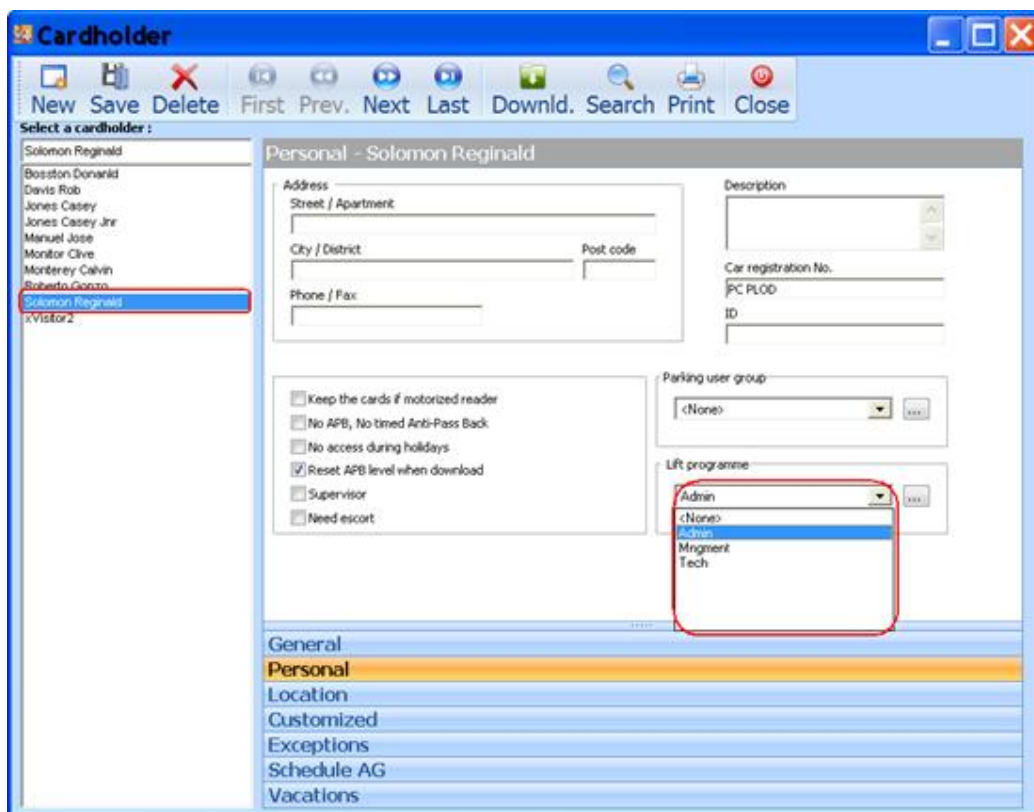 Cardholder
New Save Delete First Prev. Next Last Downld. Search Print Close
Select a cardholder :
Solomon Reginald
Bosston Donanld
Davis Rob
Jones Casey
Jones Casey Jnr
Manuel Jose
Monitor Clive
Monterey Calvin
Roberto Gonzo
Solomon Reginald
xVisitor2
Personal - Solomon Reginald
Address
Street / Apartment
City / District
Post code
Phone / Fax
Description
Car registration No.
PC PLOD
ID
Keep the cards if motorized reader
No APB, No timed Anti-Pass Back
No access during holidays
Reset APB level when download
Supervisor
Need escort
Parking user group
<None>
...
Lift programme
Admin
...
<None>
Admin
Mngment
Tech
General
Personal
Location
Customized
Exceptions
Schedule AG
Vacations